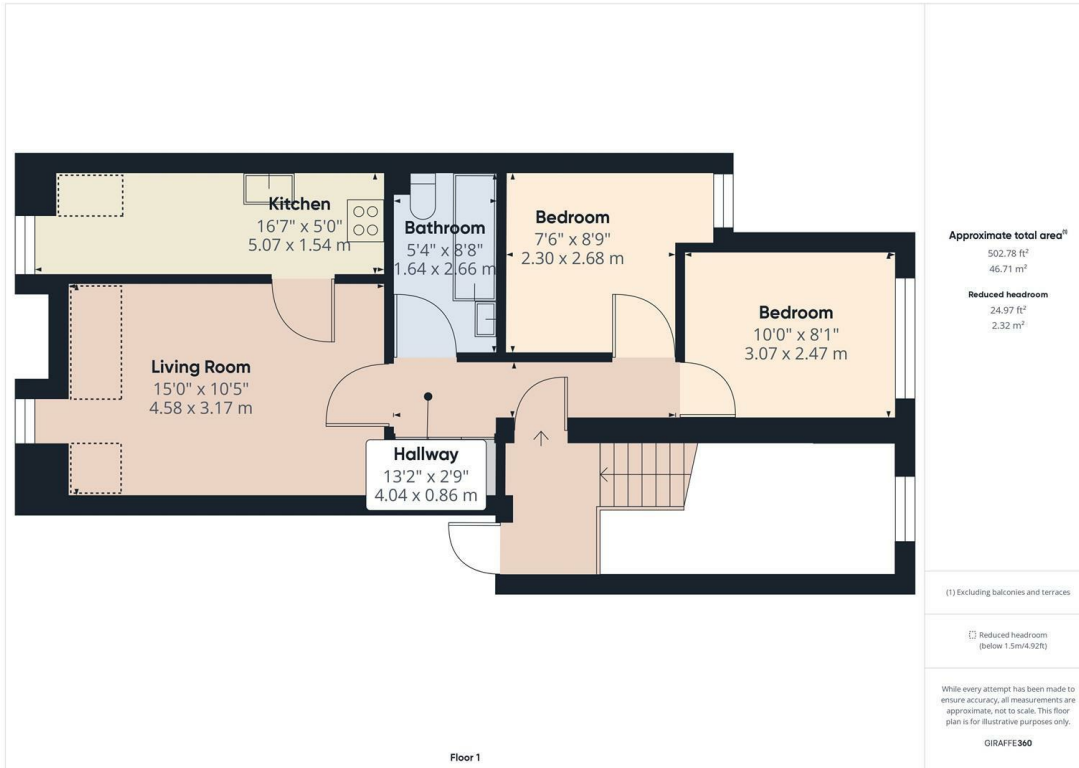 Kitchen
16'7" x 5'0"
5.07 x 1.54 m
Bathroom
5'4" x 8'8"
1.64 x 2.66 m
Bedroom
7'6" x 8'9"
2.30 x 2.68 m
Bedroom
10'0" x 8'1"
3.07 x 2.47 m
Living Room
15'0" x 10'5"
4.58 x 3.17 m
Hallway
13'2" x 2'9"
4.04 x 0.86 m
Floor 1
Approximate total area(1)
502.78 ft²
46.71 m²
Reduced headroom
24.97 ft²
2.32 m²
(1) Excluding balconies and terraces
Reduced headroom
(below 1.5m/4.92ft)
While every attempt has been made to
ensure accuracy, all measurements are
approximate, not to scale. This floor
plan is for illustrative purposes only.
GIRAFFE360